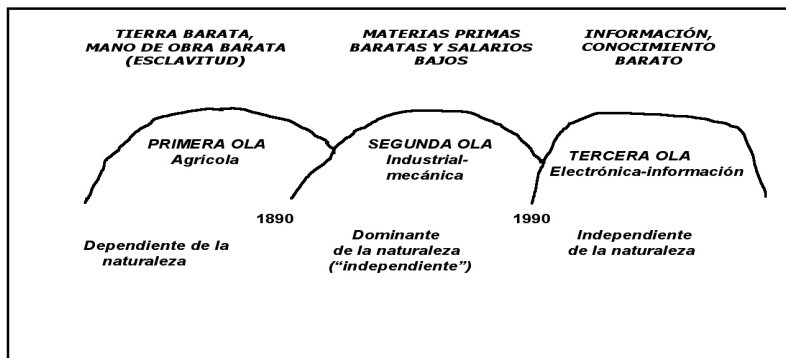 TIERRA BARATA,
MANO DE OBRA BARATA
(ESCLAVITUD)
MATERIAS PRIMAS
BARATAS Y SALARIOS
BAJOS
INFORMACIÓN,
CONOCIMIENTO
BARATO
PRIMERA OLA
Agrícola
SEGUNDA OLA
Industrial-
mecánica
TERCERA OLA
Electrónica-información
1890
1990
Dependiente de la
naturaleza
Dominante
de la naturaleza
(“independiente”)
Independiente
de la naturaleza